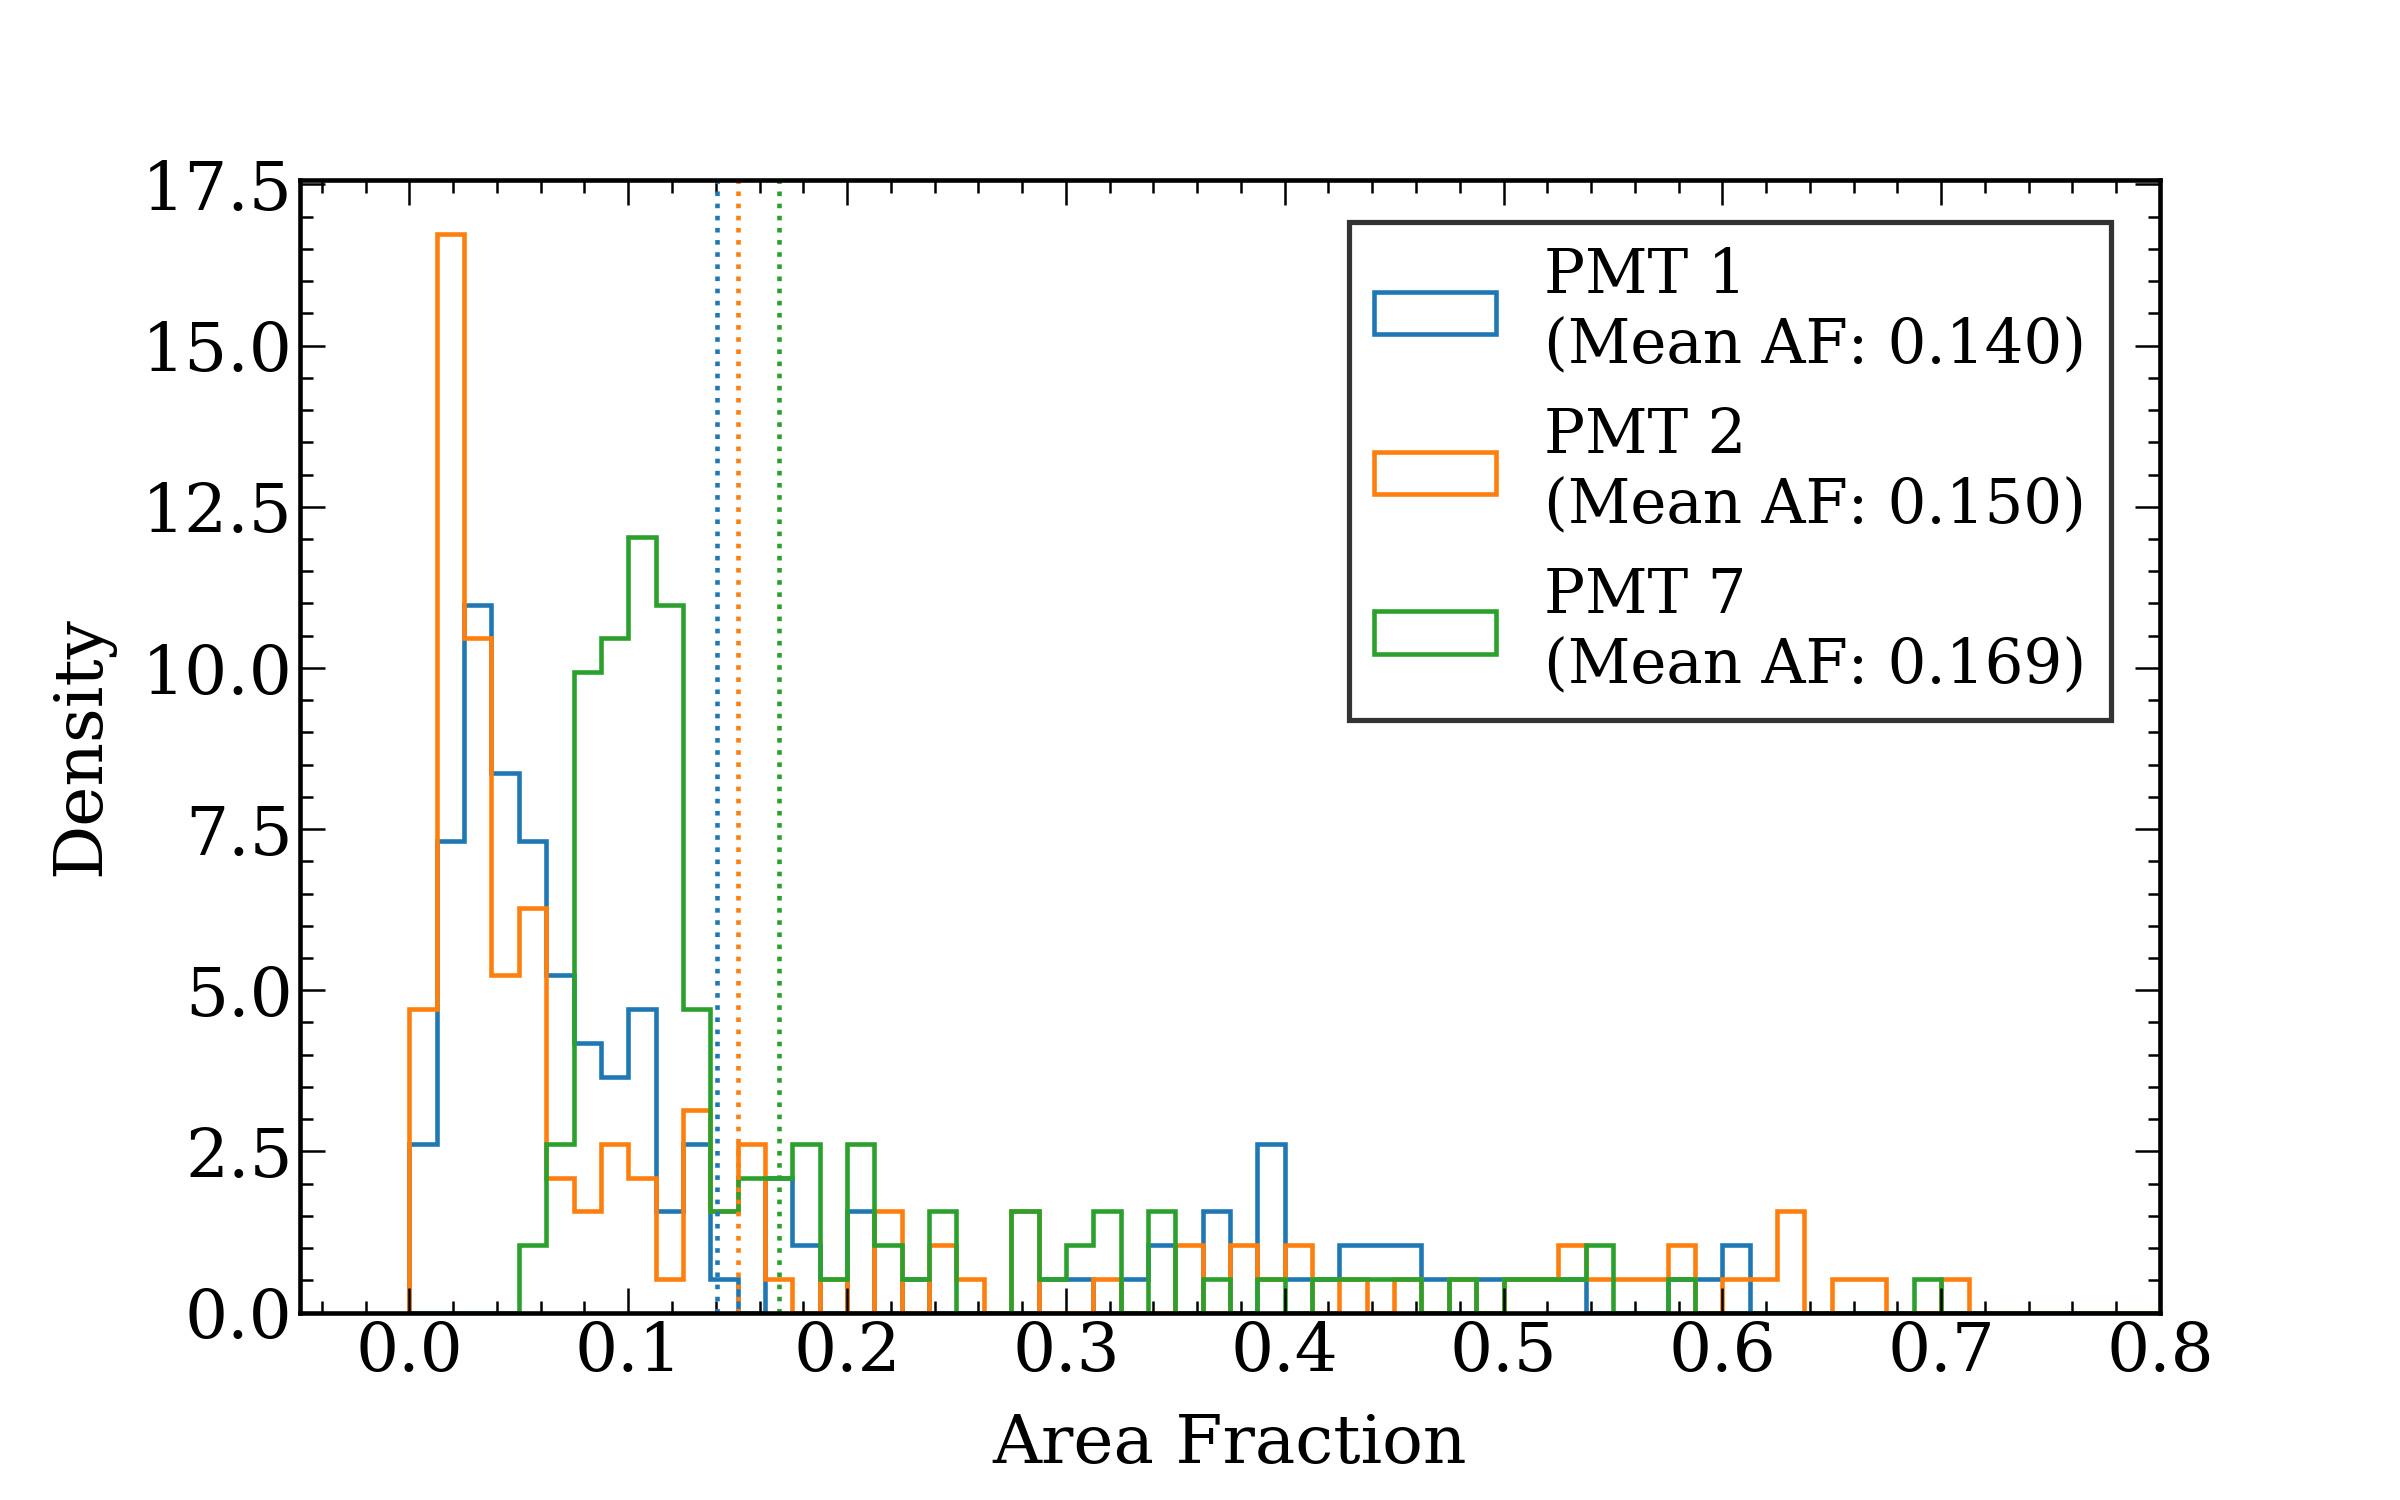 17.5
15.0
12.5
10.0
7.5
5.0
2.5
0.0
Density
0.0 0.1 0.2 0.3 0.4 0.5 0.6 0.7 0.8
Area Fraction
PMT 1
(Mean AF: 0.140)
PMT 2
(Mean AF: 0.150)
PMT 7
(Mean AF: 0.169)